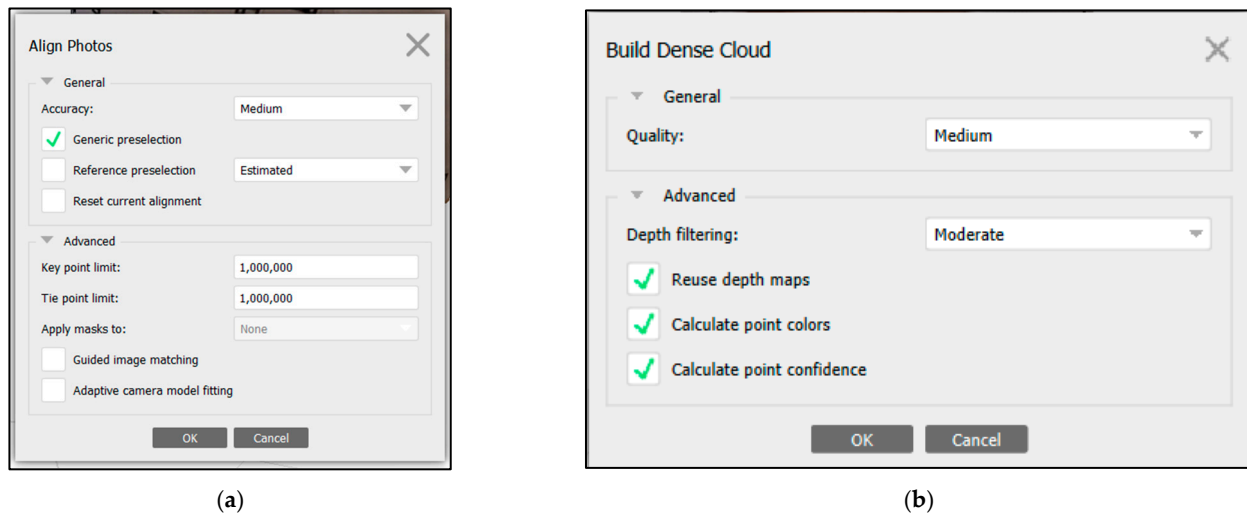 Align Photos
General
Accuracy: Medium
Generic preselection
Reference preselection Estimated
Reset current alignment
Advanced
Key point limit: 1,000,000
Tie point limit: 1,000,000
Apply masks to: None
Guided image matching
Adaptive camera model fitting
OK Cancel
(a)
Build Dense Cloud
General
Quality: Medium
Advanced
Depth filtering: Moderate
Reuse depth maps
Calculate point colors
Calculate point confidence
OK Cancel
(b)